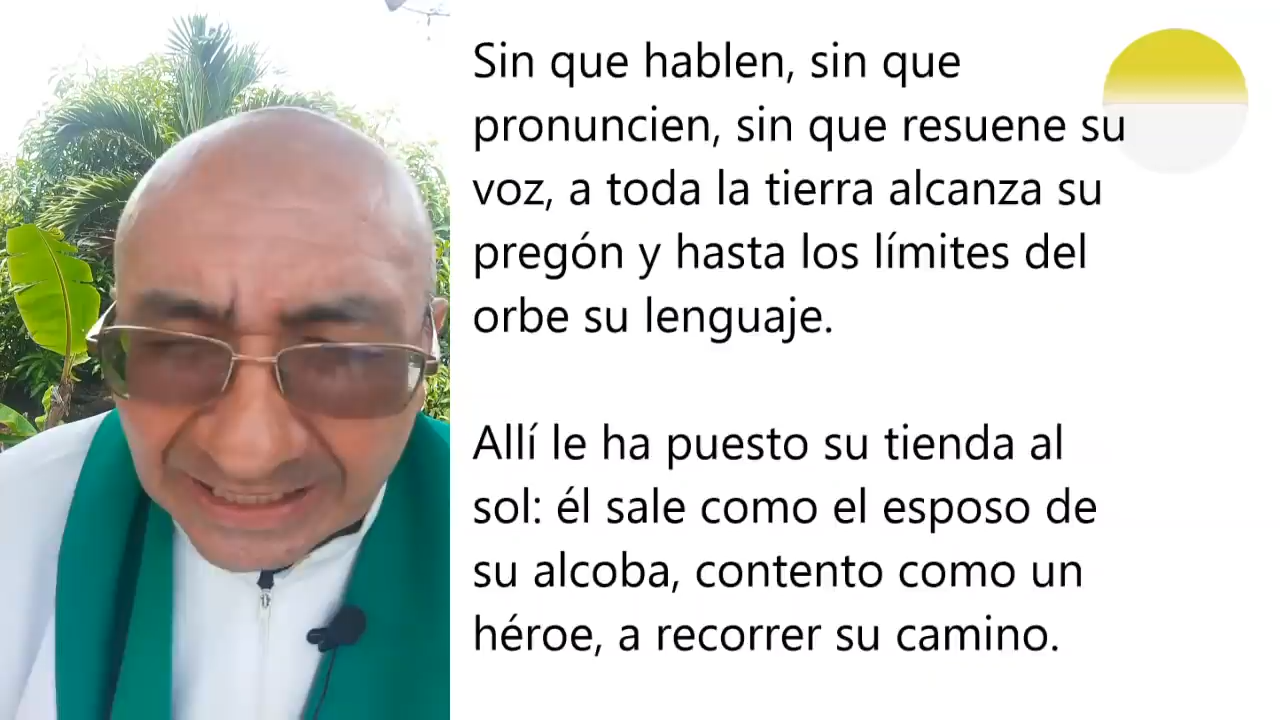 Sin que hablen, sin que
pronuncien, sin que resuene su
voz, a toda la tierra alcanza su
pregón y hasta los límites del
orbe su lenguaje.
Allí le ha puesto su tienda al
sol: él sale como el esposo de
su alcoba, contento como un
héroe, a recorrer su camino.